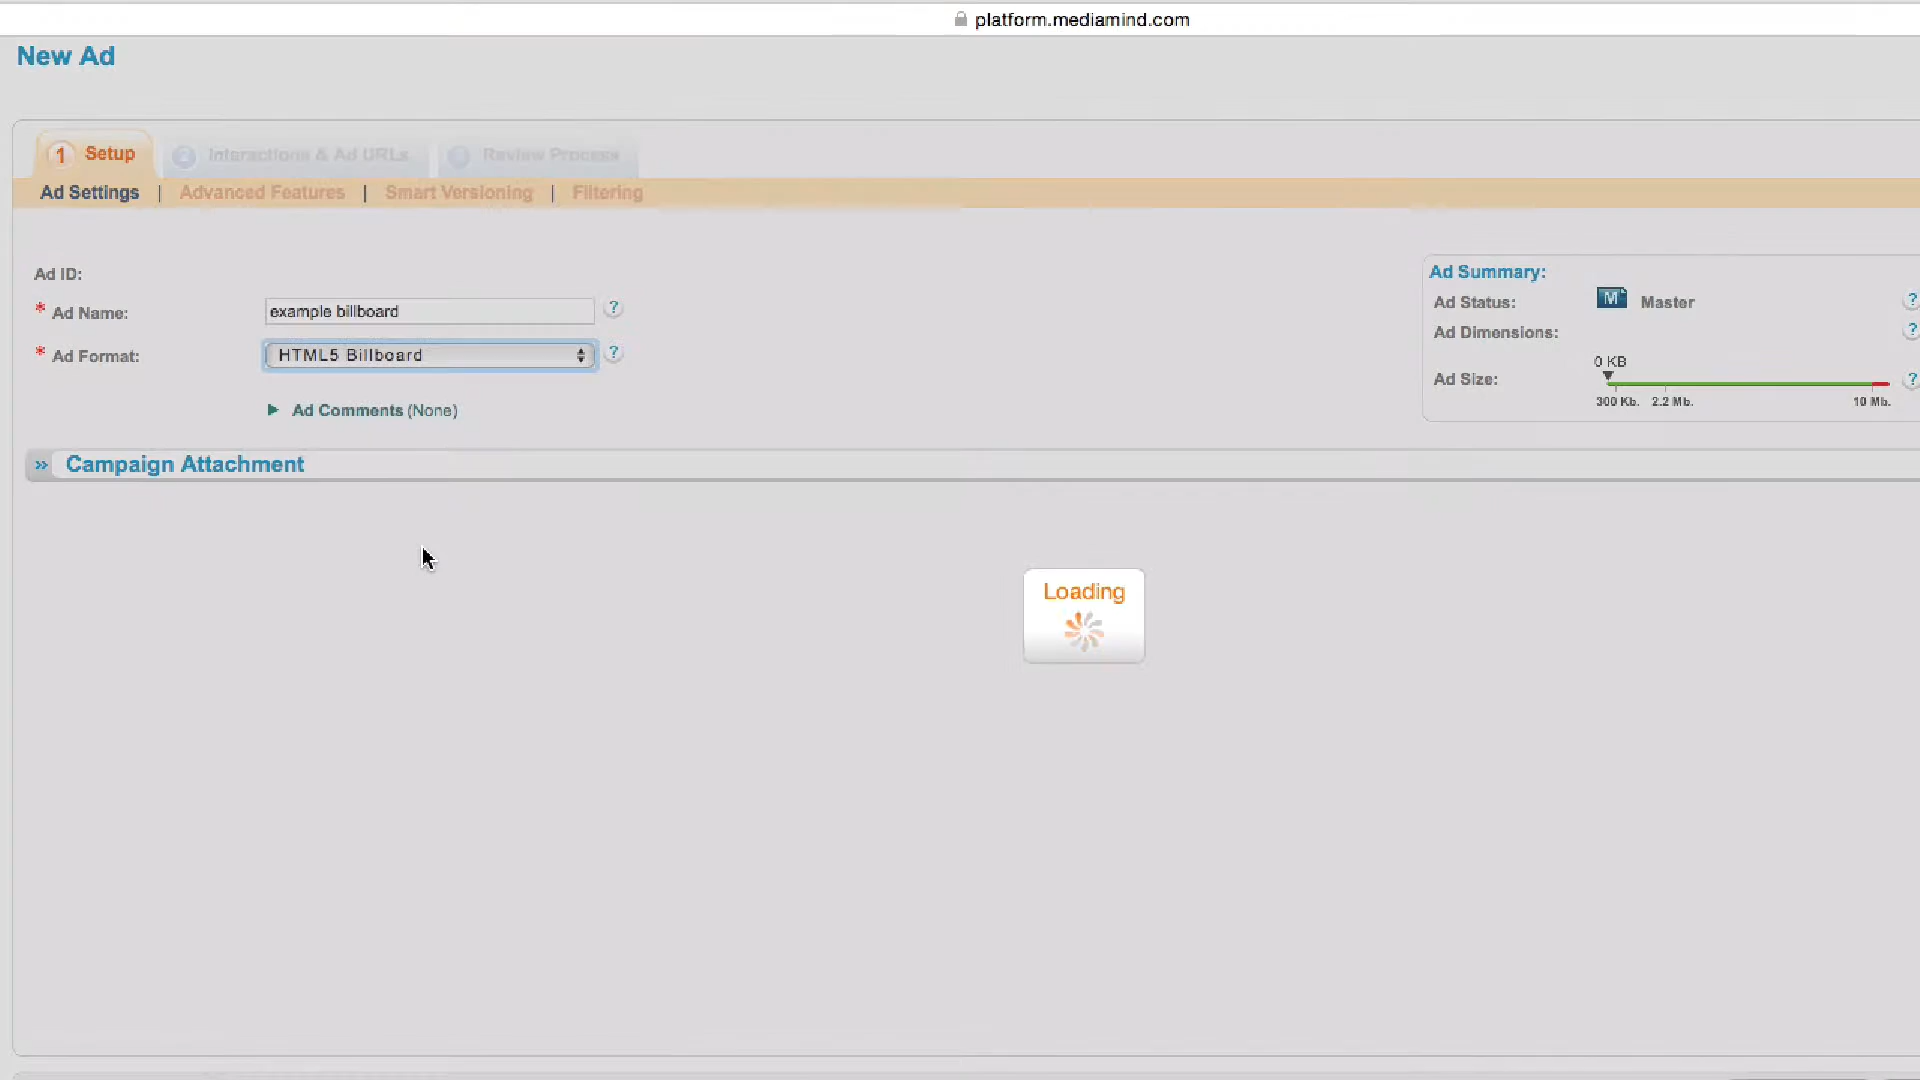 platform.mediamind.com
New Ad
1 Setup
2 Interactions & Ad URLs
Review Process
Ad Settings | Advanced Features | Smart Versioning | Filtering
Ad ID:
* Ad Name: example billboard ?
* Ad Format: HTML5 Billboard ?
Ad Comments (None)
Ad Summary:
Ad Status: M Master ?
Ad Dimensions: ?
0 KB
Ad Size: ?
300 Kb. 2.2 Mb. 10 Mb.
» Campaign Attachment
Loading